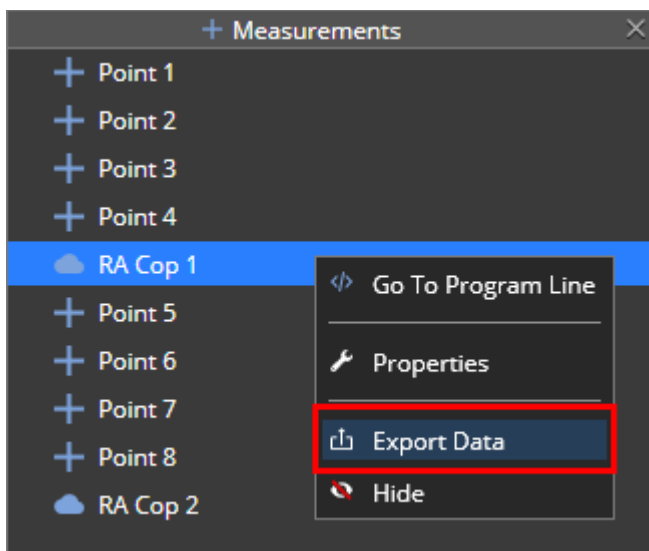 Measurements
Point 1
Point 2
Point 3
Point 4
RA Cop 1
Go To Program Line
Point 5
Point 6
Properties
Point 7
Export Data
Point 8
Hide
RA Cop 2